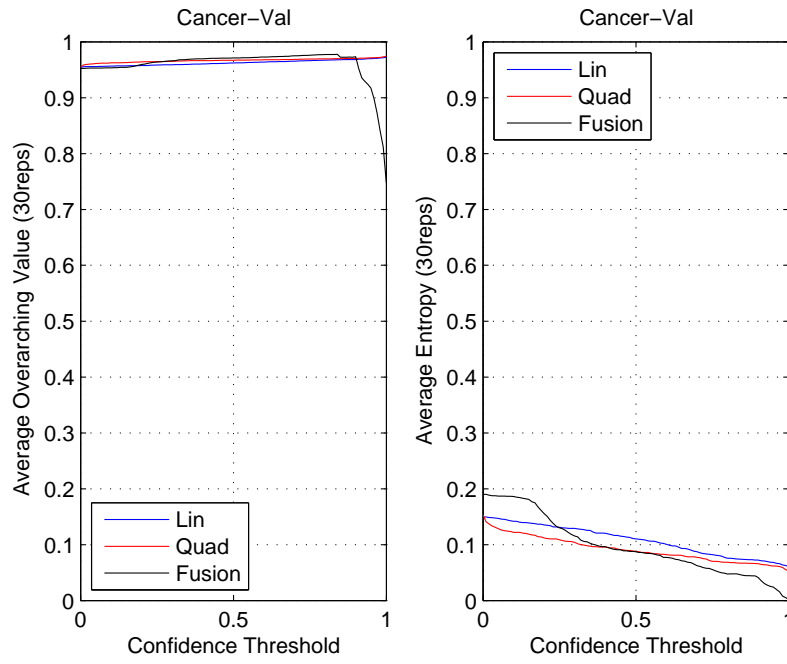 Cancer−Val
Average Overarching Value (30reps)
1
0.9
0.8
0.7
0.6
0.5
0.4
0.3
0.2
0.1
0
Lin
Quad
Fusion
0
0.5
1
Confidence Threshold
Cancer−Val
Average Entropy (30reps)
1
0.9
0.8
0.7
0.6
0.5
0.4
0.3
0.2
0.1
0
Lin
Quad
Fusion
0
0.5
1
Confidence Threshold